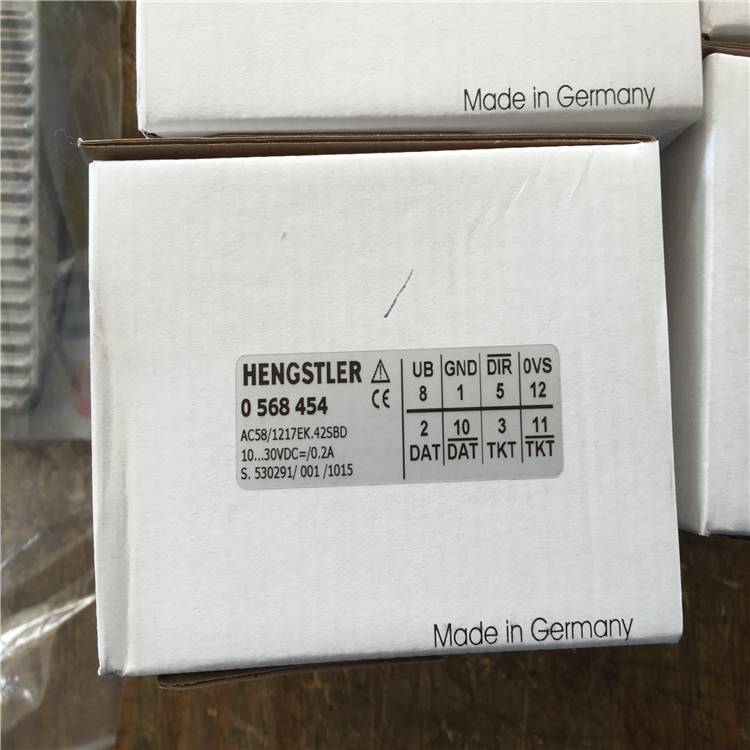 Made in Germany
HENGSTLER
0 568 454
AC58/1217EK.42SBD
10...30VDC=/0.2A
S. 530291/ 001 /1015
CE
UB GND DIR 0VS
8 1 5 12
2 10 3 11
DAT DAT TKT TKT
Made in Germany